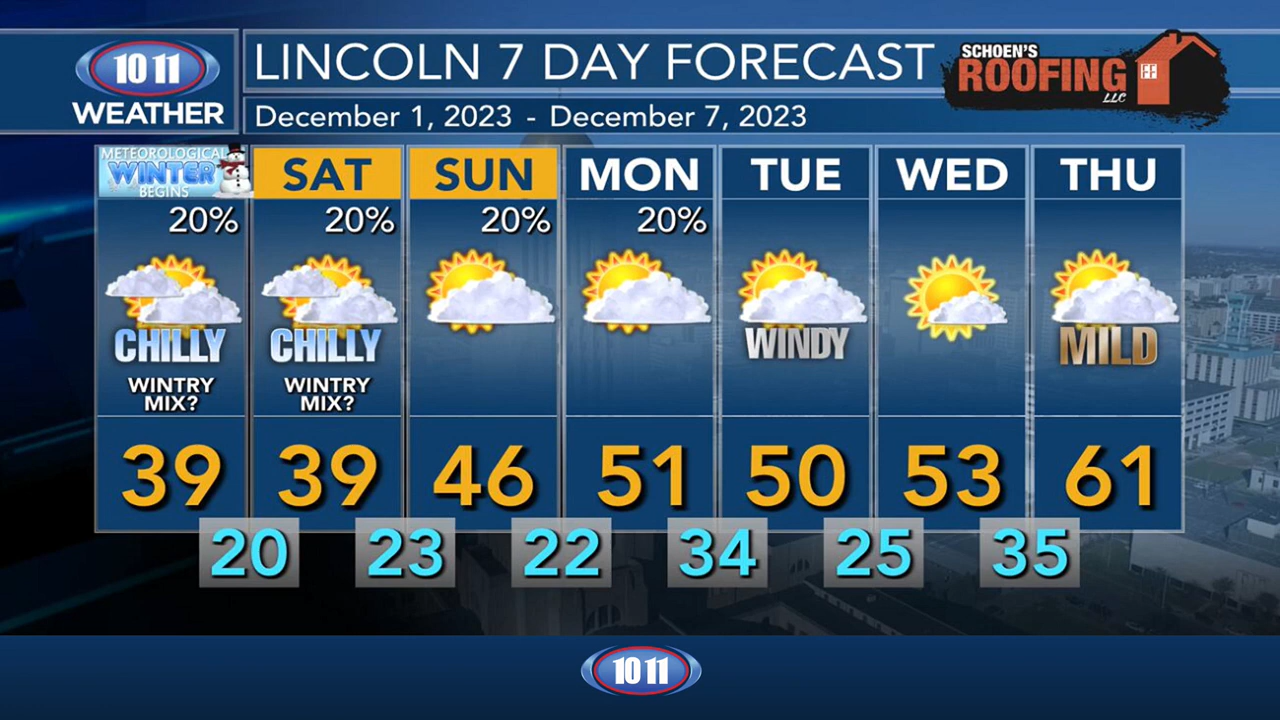 10 11
WEATHER
LINCOLN 7 DAY FORECAST
December 1, 2023 - December 7, 2023
SCHOEN'S
ROOFING
LLC
METEOROLOGICAL
WINTER
BEGINS
SAT
SUN
MON
TUE
WED
THU
20%
20%
20%
20%
CHILLY
CHILLY
WINDY
MILD
WINTRY
MIX?
WINTRY
MIX?
39
39
46
51
50
53
61
20
23
22
34
25
35
10 11